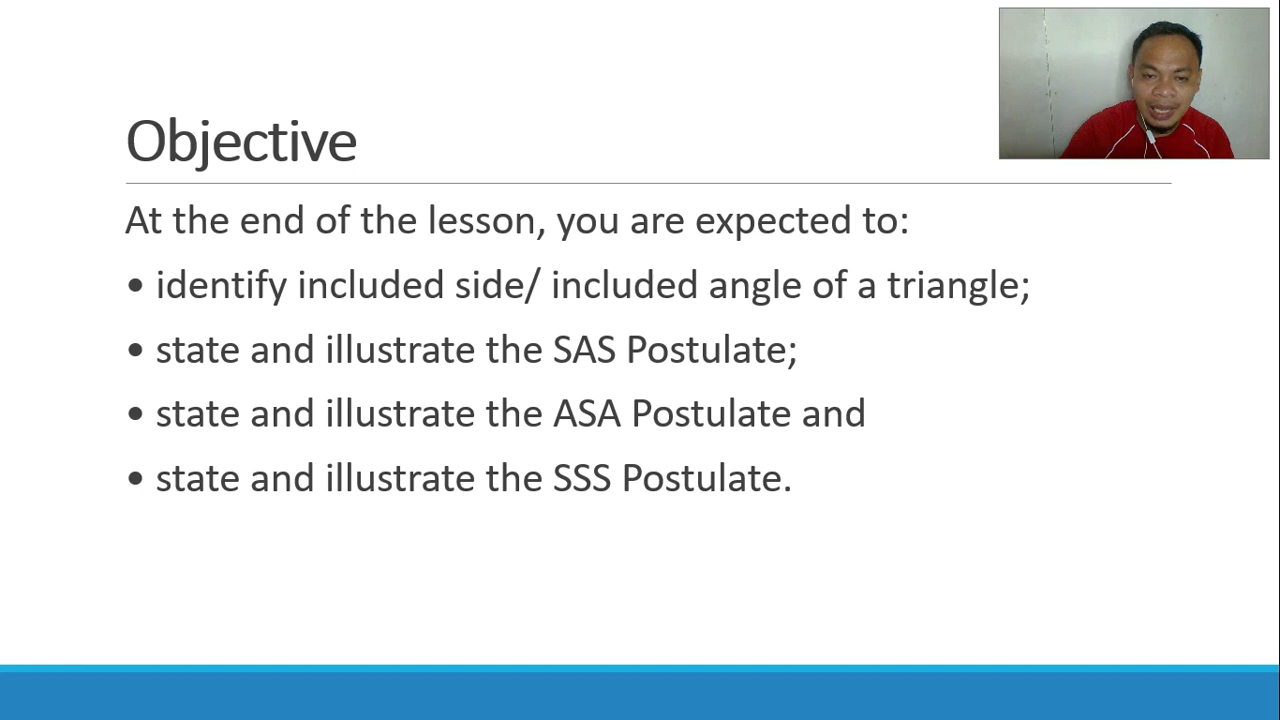 Objective
At the end of the lesson, you are expected to:
• identify included side/ included angle of a triangle;
• state and illustrate the SAS Postulate;
• state and illustrate the ASA Postulate and
• state and illustrate the SSS Postulate.